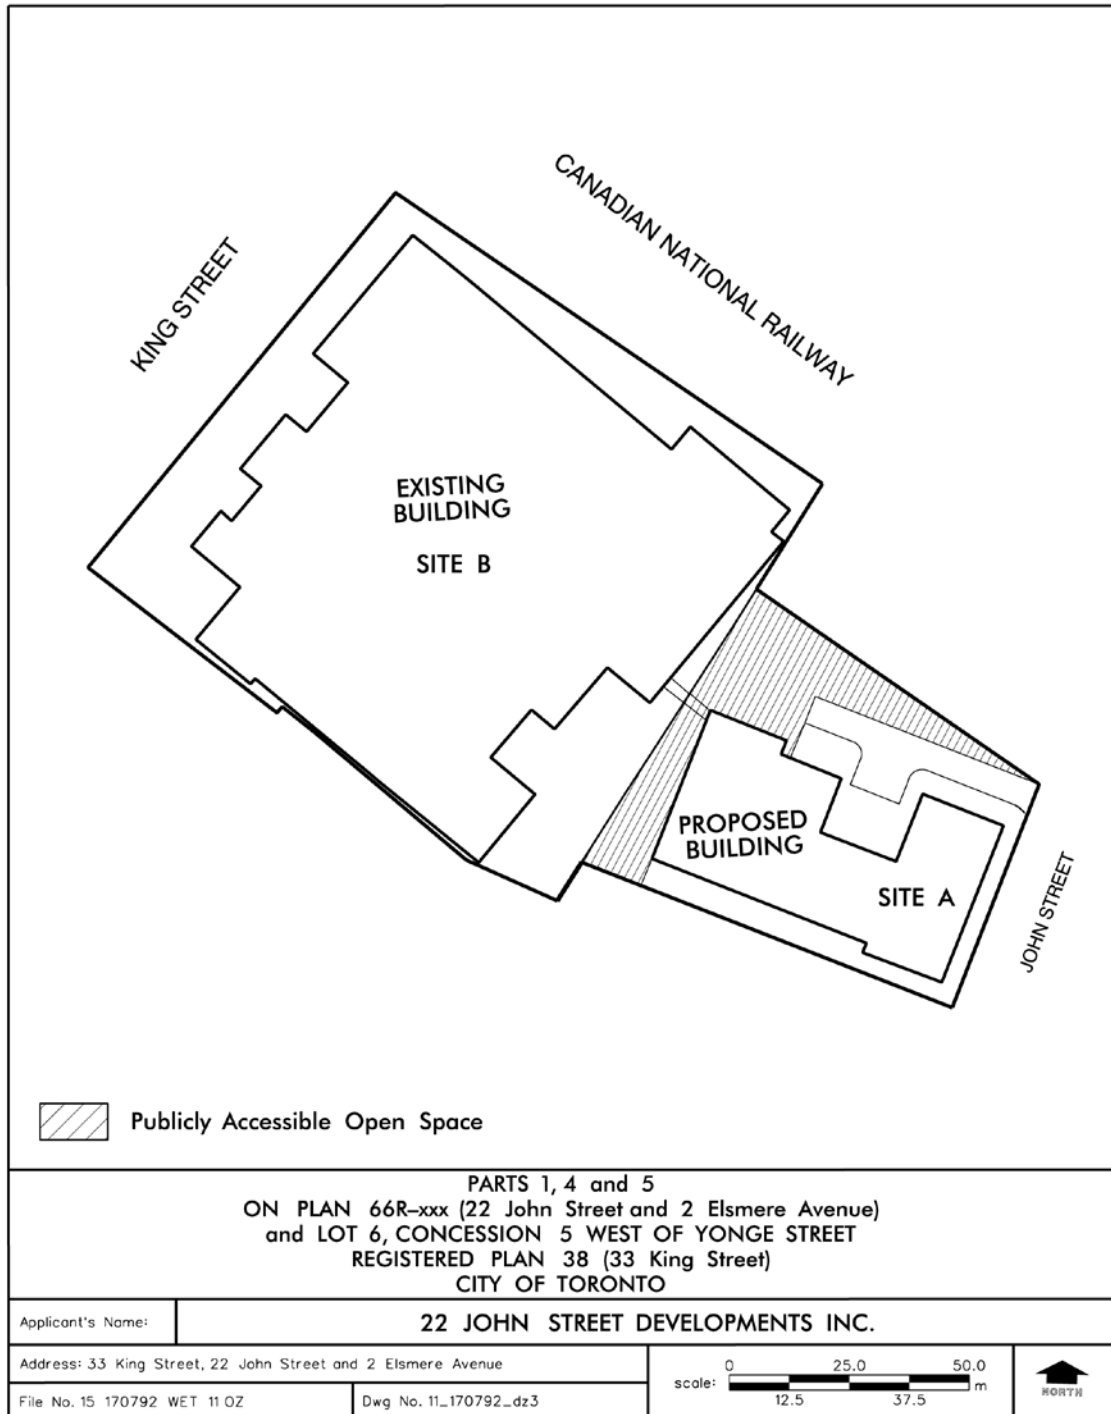 CANADIAN NATIONAL RAILWAY
KING STREET
EXISTING
BUILDING
SITE B
PROPOSED
BUILDING
SITE A
JOHN STREET
Publicly Accessible Open Space
PARTS 1, 4 and 5
ON PLAN 66R–xxx (22 John Street and 2 Elsmere Avenue)
and LOT 6, CONCESSION 5 WEST OF YONGE STREET
REGISTERED PLAN 38 (33 King Street)
CITY OF TORONTO
Applicant's Name: 22 JOHN STREET DEVELOPMENTS INC.
Address: 33 King Street, 22 John Street and 2 Elsmere Avenue
File No. 15 170792 WET 11 OZ
Dwg No. 11_170792_dz3
0 25.0 50.0
scale: m
12.5 37.5
NORTH